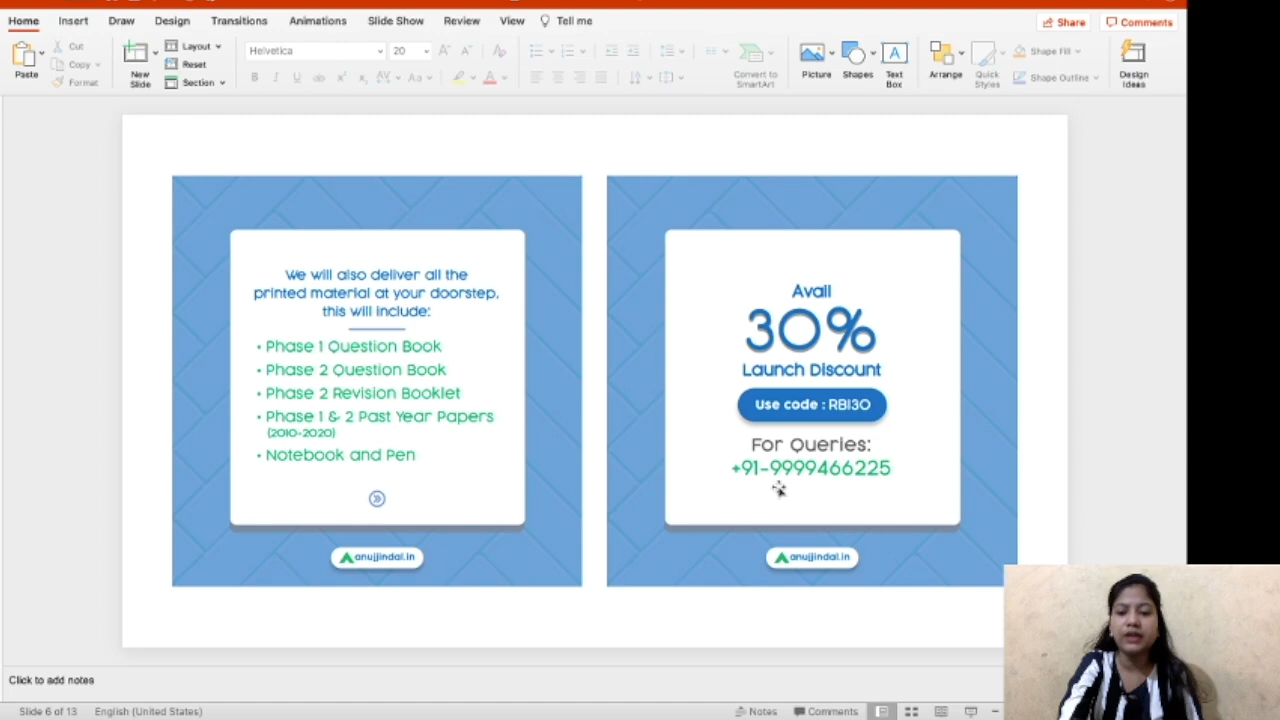 Home Insert Draw Design Transitions Animations Slide Show Review View Tell me
Share Comments
Paste
Cut
Copy
Format
New
Slide
Layout
Reset
Section
Helvetica 20
Convert to
SmartArt
Picture
Shapes
Text
Box
Arrange
Quick
Styles
Shape Fill
Shape Outline
Design
Ideas
We will also deliver all the
printed material at your doorstep,
this will include:
• Phase 1 Question Book
• Phase 2 Question Book
• Phase 2 Revision Booklet
• Phase 1 & 2 Past Year Papers
(2010-2020)
• Notebook and Pen
anujjindal.in
Avail
30%
Launch Discount
Use code : RBI30
For Queries:
+91-9999466225
anujjindal.in
Click to add notes
Slide 6 of 13 English (United States)
Notes Comments